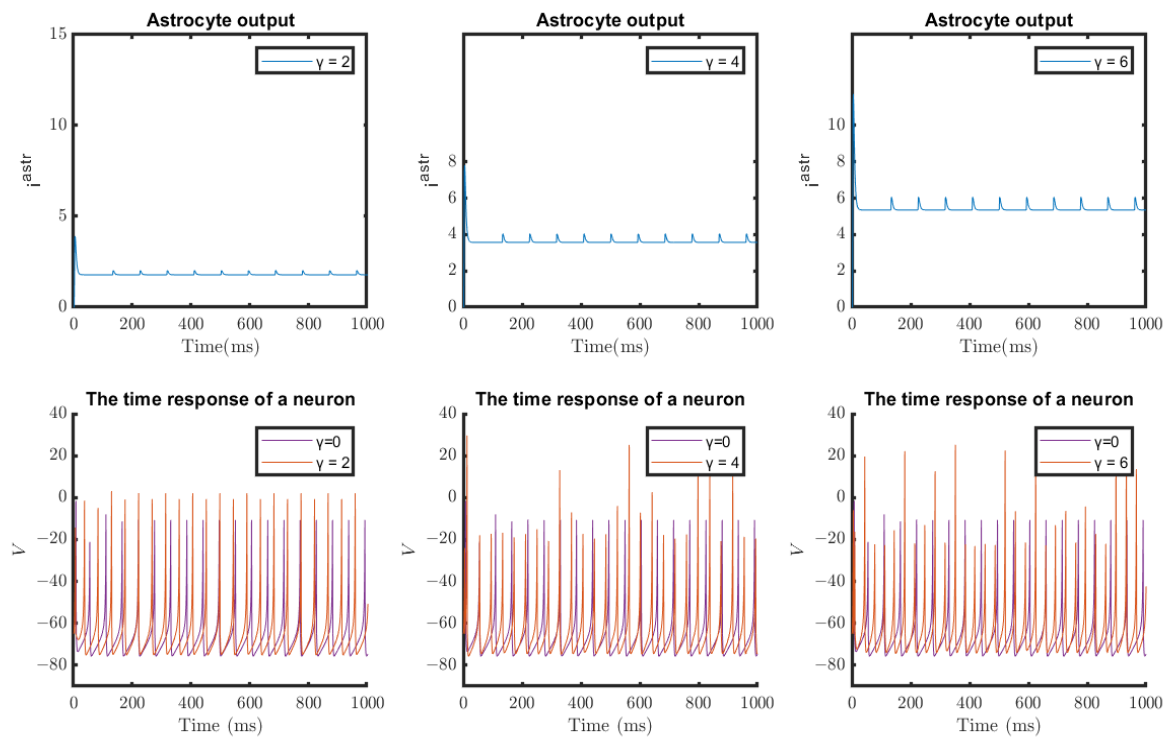 Astrocyte output
15
10
5
0
i^astr
γ = 2
0 200 400 600 800 1000
Time(ms)
Astrocyte output
8
6
4
2
0
i^astr
γ = 4
0 200 400 600 800 1000
Time(ms)
Astrocyte output
10
8
6
4
2
0
i^astr
γ = 6
0 200 400 600 800 1000
Time(ms)
The time response of a neuron
40
20
0
−20
−40
−60
−80
V
γ=0
γ = 2
0 200 400 600 800 1000
Time (ms)
The time response of a neuron
40
20
0
−20
−40
−60
−80
V
γ=0
γ = 4
0 200 400 600 800 1000
Time (ms)
The time response of a neuron
40
20
0
−20
−40
−60
−80
V
γ=0
γ = 6
0 200 400 600 800 1000
Time (ms)